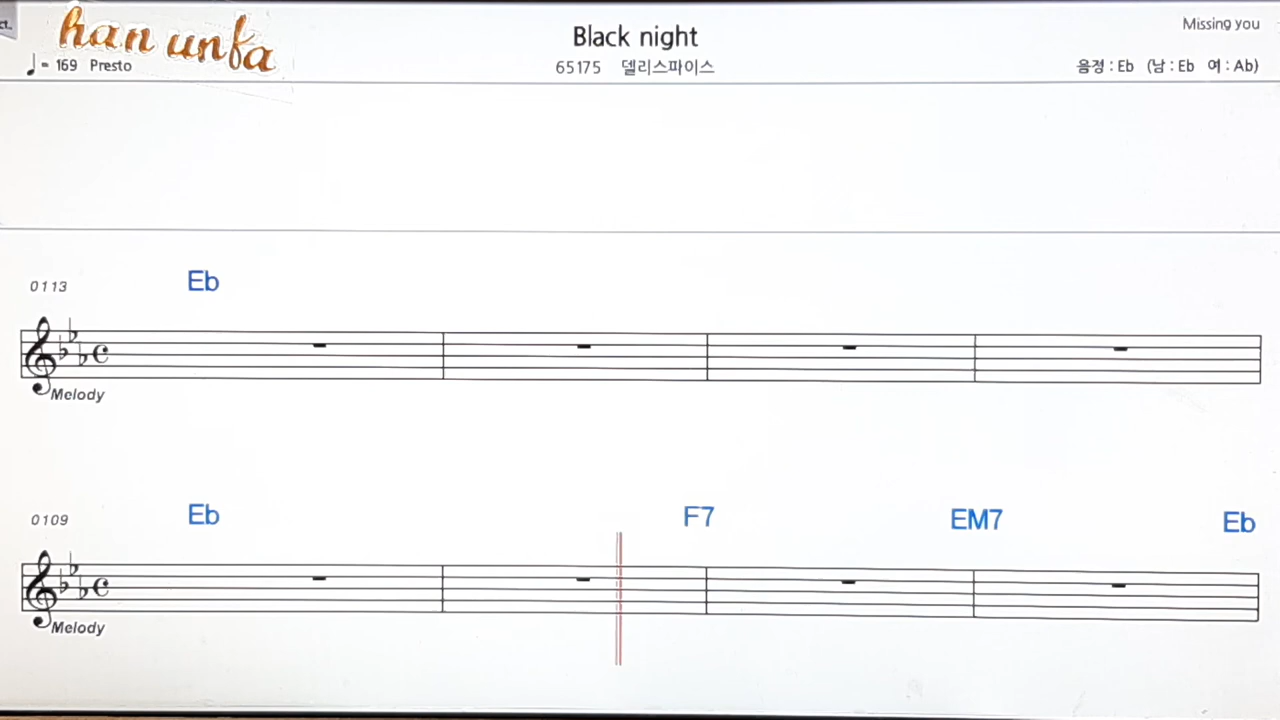 ct.
han unfa
Black night
Missing you
♩ = 169 Presto
65175 델리스파이스
음정 : Eb (남 : Eb 여 : Ab)
0113
Eb
Melody
0109
Eb F7 EM7 Eb
Melody